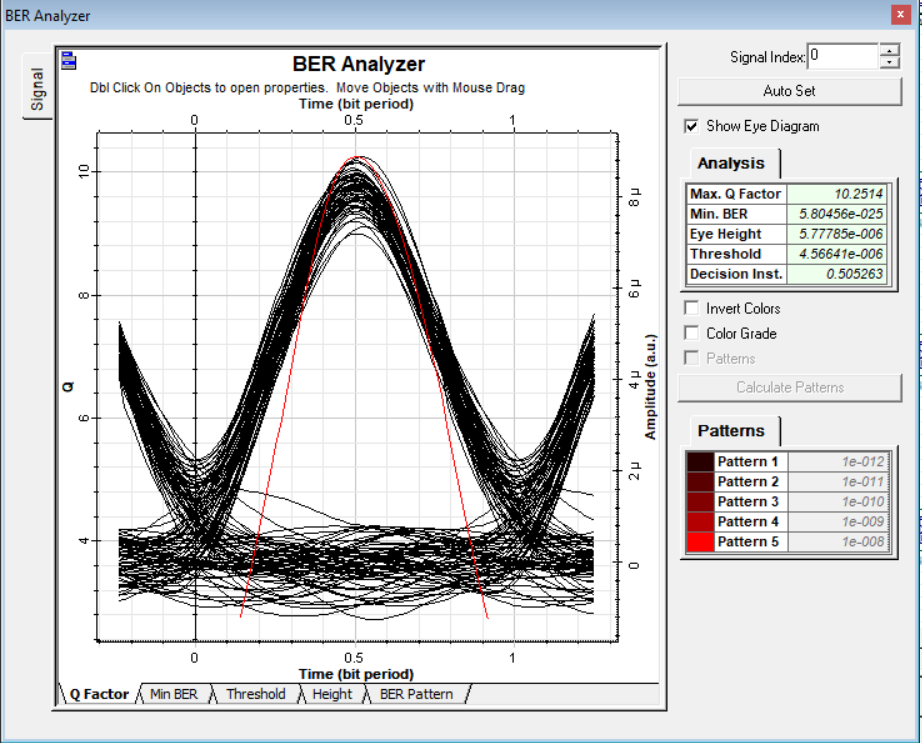 BER Analyzer
Signal
BER Analyzer
Dbl Click On Objects to open properties. Move Objects with Mouse Drag
Time (bit period)
0 0.5 1
Q
10
8
6
4
8 µ
6 µ
4 µ
2 µ
0
Amplitude (a.u.)
0 0.5 1
Time (bit period)
Q Factor Min BER Threshold Height BER Pattern
Signal Index: 0
Auto Set
Show Eye Diagram
Analysis
Max. Q Factor 10.2514
Min. BER 5.80456e-025
Eye Height 5.77785e-006
Threshold 4.56641e-006
Decision Inst. 0.505263
Invert Colors
Color Grade
Patterns
Calculate Patterns
Patterns
Pattern 1 1e-012
Pattern 2 1e-011
Pattern 3 1e-010
Pattern 4 1e-009
Pattern 5 1e-008